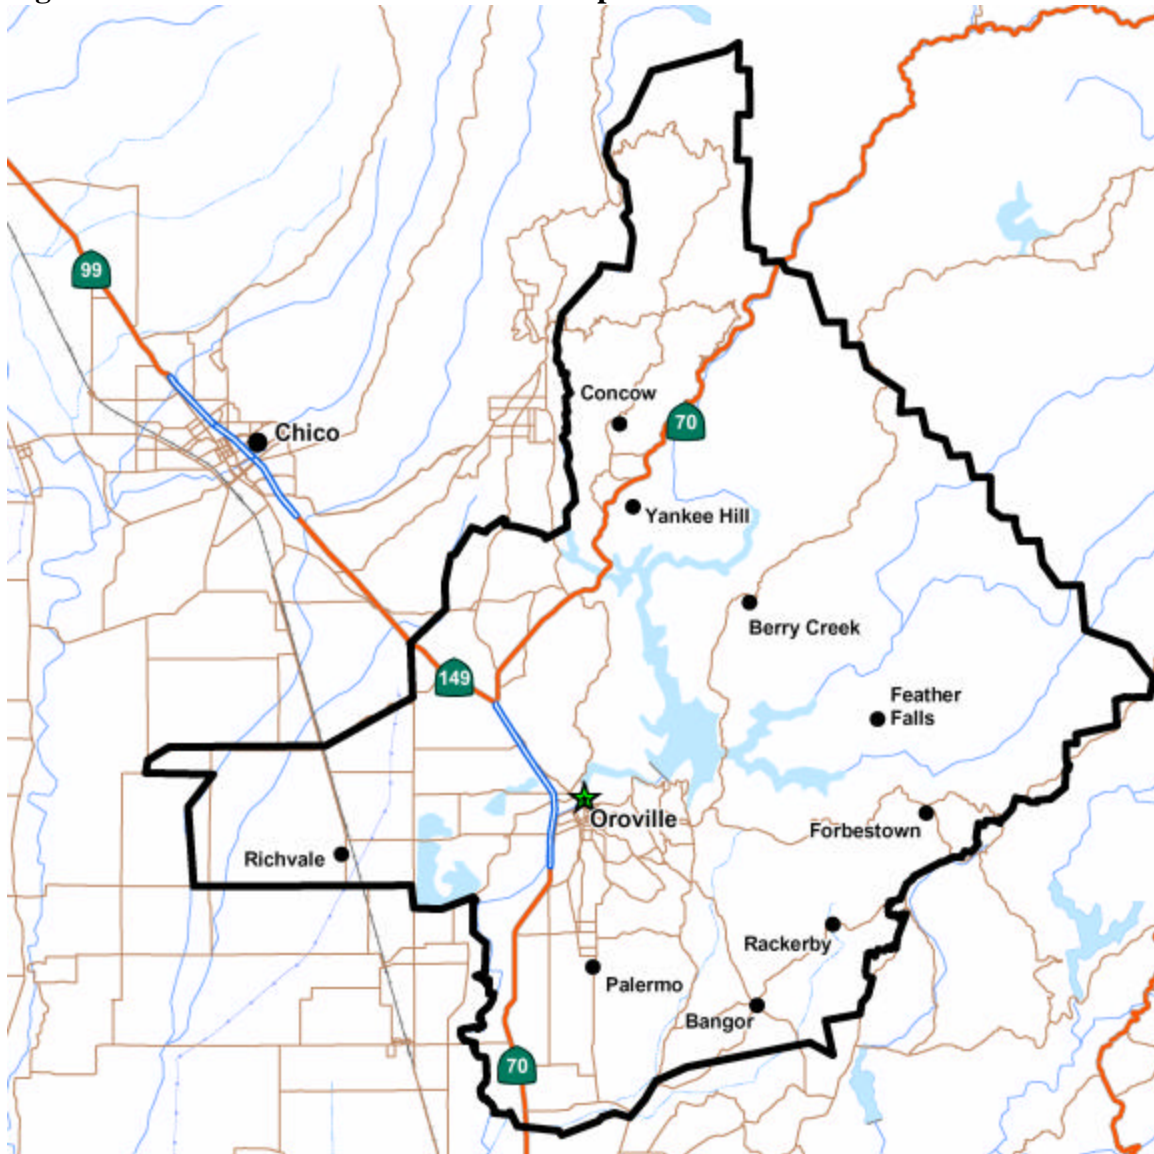 99
Chico
Concow
70
Yankee Hill
Berry Creek
149
Feather
Falls
Oroville
Forbestown
Richvale
Rackerby
Palermo
Bangor
70